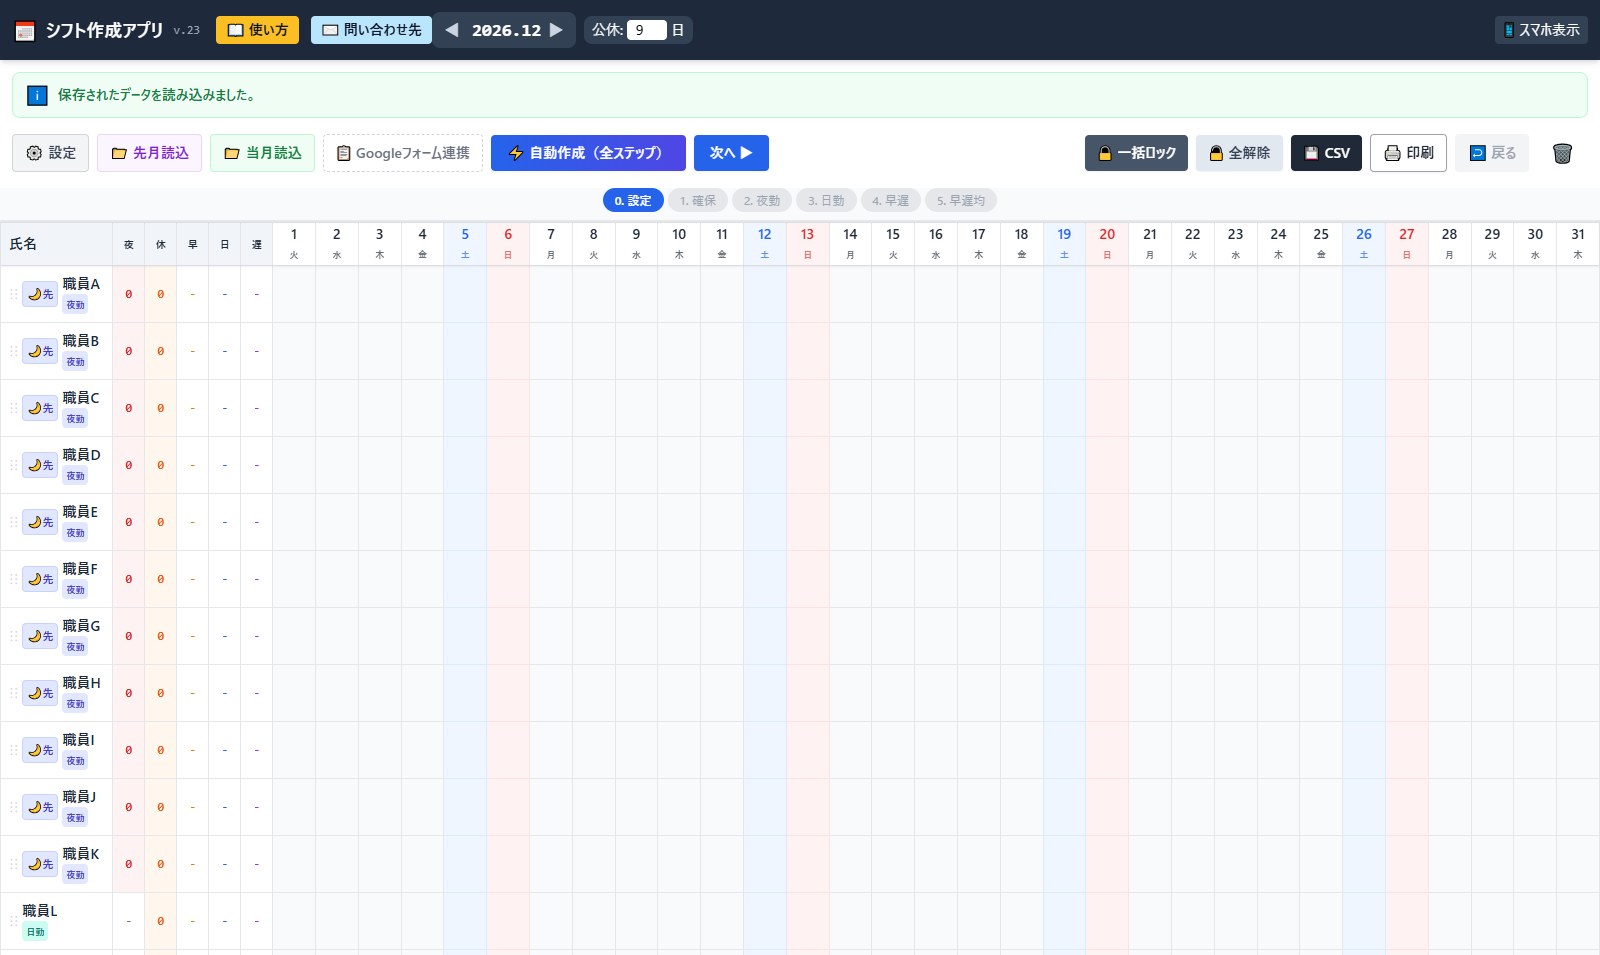 シフト作成アプリ v.23 使い方 問い合わせ先 ◀ 2026.12 ▶ 公休: 9 日 スマホ表示
保存されたデータを読み込みました。
設定 先月読込 当月読込 Googleフォーム連携 自動作成（全ステップ） 次へ ▶ 一括ロック 全解除 CSV 印刷 戻る
0. 設定 1. 確保 2. 夜勤 3. 日勤 4. 早遅 5. 早遅均
氏名 夜 休 早 日 遅 1 2 3 4 5 6 7 8 9 10 11 12 13 14 15 16 17 18 19 20 21 22 23 24 25 26 27 28 29 30 31
火 水 木 金 土 日 月 火 水 木 金 土 日 月 火 水 木 金 土 日 月 火 水 木 金 土 日 月 火 水 木
先 職員A 0 0 - - -
夜勤
先 職員B 0 0 - - -
夜勤
先 職員C 0 0 - - -
夜勤
先 職員D 0 0 - - -
夜勤
先 職員E 0 0 - - -
夜勤
先 職員F 0 0 - - -
夜勤
先 職員G 0 0 - - -
夜勤
先 職員H 0 0 - - -
夜勤
先 職員I 0 0 - - -
夜勤
先 職員J 0 0 - - -
夜勤
先 職員K 0 0 - - -
夜勤
職員L - 0 - - -
日勤